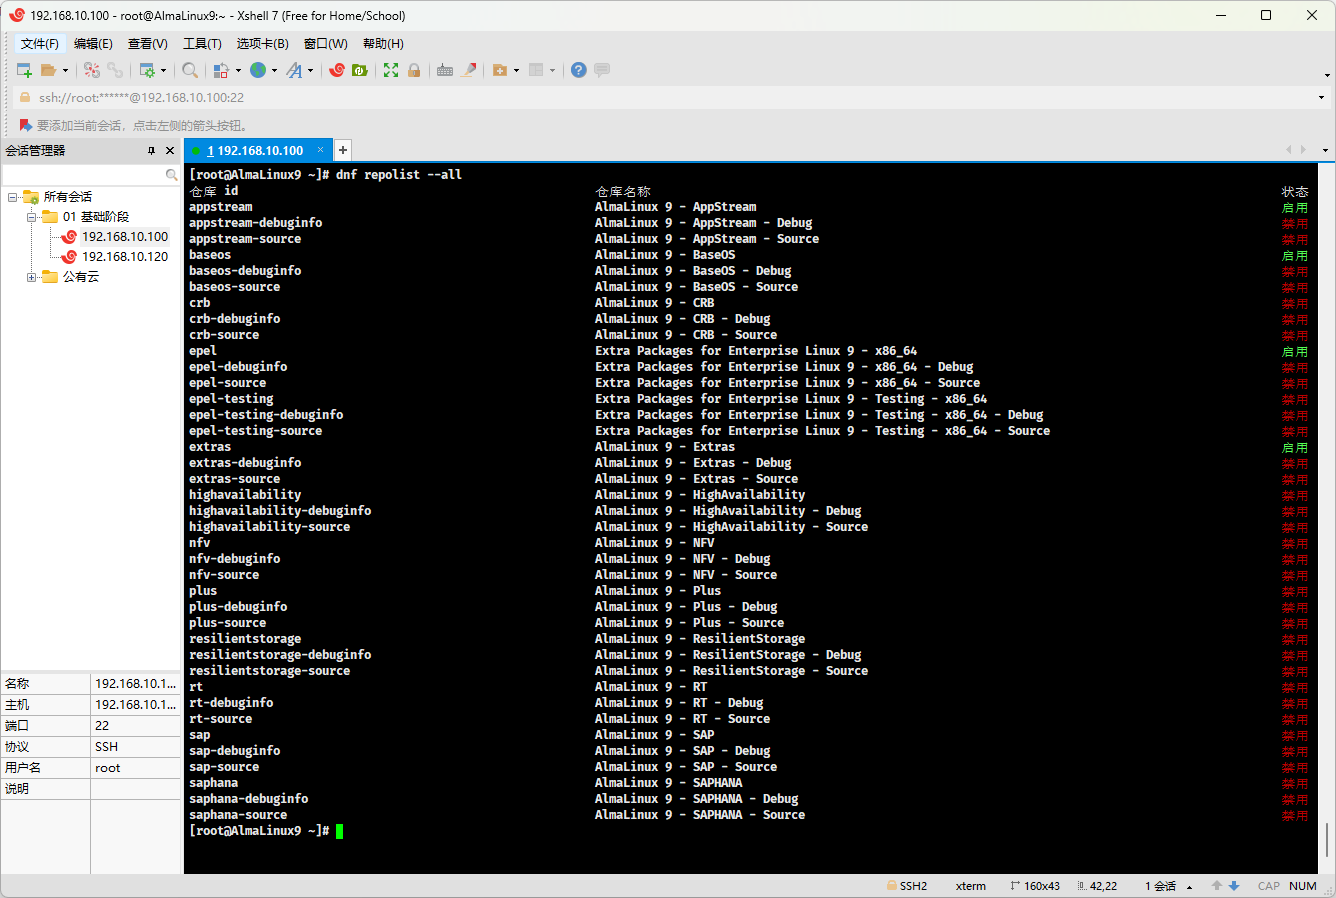 192.168.10.100 - root@AlmaLinux9:~ - Xshell 7 (Free for Home/School)
文件(F) 编辑(E) 查看(V) 工具(T) 选项卡(B) 窗口(W) 帮助(H)
ssh://root:******@192.168.10.100:22
要添加当前会话，点击左侧的箭头按钮。
会话管理器
1 192.168.10.100
所有会话
01 基础阶段
192.168.10.100
192.168.10.120
公有云
名称 192.168.10.1...
主机 192.168.10.1...
端口 22
协议 SSH
用户名 root
说明
[root@AlmaLinux9 ~]# dnf repolist --all
仓库 id 仓库名称 状态
appstream AlmaLinux 9 - AppStream 启用
appstream-debuginfo AlmaLinux 9 - AppStream - Debug 禁用
appstream-source AlmaLinux 9 - AppStream - Source 禁用
baseos AlmaLinux 9 - BaseOS 启用
baseos-debuginfo AlmaLinux 9 - BaseOS - Debug 禁用
baseos-source AlmaLinux 9 - BaseOS - Source 禁用
crb AlmaLinux 9 - CRB 禁用
crb-debuginfo AlmaLinux 9 - CRB - Debug 禁用
crb-source AlmaLinux 9 - CRB - Source 禁用
epel Extra Packages for Enterprise Linux 9 - x86_64 启用
epel-debuginfo Extra Packages for Enterprise Linux 9 - x86_64 - Debug 禁用
epel-source Extra Packages for Enterprise Linux 9 - x86_64 - Source 禁用
epel-testing Extra Packages for Enterprise Linux 9 - Testing - x86_64 禁用
epel-testing-debuginfo Extra Packages for Enterprise Linux 9 - Testing - x86_64 - Debug 禁用
epel-testing-source Extra Packages for Enterprise Linux 9 - Testing - x86_64 - Source 禁用
extras AlmaLinux 9 - Extras 启用
extras-debuginfo AlmaLinux 9 - Extras - Debug 禁用
extras-source AlmaLinux 9 - Extras - Source 禁用
highavailability AlmaLinux 9 - HighAvailability 禁用
highavailability-debuginfo AlmaLinux 9 - HighAvailability - Debug 禁用
highavailability-source AlmaLinux 9 - HighAvailability - Source 禁用
nfv AlmaLinux 9 - NFV 禁用
nfv-debuginfo AlmaLinux 9 - NFV - Debug 禁用
nfv-source AlmaLinux 9 - NFV - Source 禁用
plus AlmaLinux 9 - Plus 禁用
plus-debuginfo AlmaLinux 9 - Plus - Debug 禁用
plus-source AlmaLinux 9 - Plus - Source 禁用
resilientstorage AlmaLinux 9 - ResilientStorage 禁用
resilientstorage-debuginfo AlmaLinux 9 - ResilientStorage - Debug 禁用
resilientstorage-source AlmaLinux 9 - ResilientStorage - Source 禁用
rt AlmaLinux 9 - RT 禁用
rt-debuginfo AlmaLinux 9 - RT - Debug 禁用
rt-source AlmaLinux 9 - RT - Source 禁用
sap AlmaLinux 9 - SAP 禁用
sap-debuginfo AlmaLinux 9 - SAP - Debug 禁用
sap-source AlmaLinux 9 - SAP - Source 禁用
saphana AlmaLinux 9 - SAPHANA 禁用
saphana-debuginfo AlmaLinux 9 - SAPHANA - Debug 禁用
saphana-source AlmaLinux 9 - SAPHANA - Source 禁用
[root@AlmaLinux9 ~]#
SSH2 xterm 160x43 42,22 1 会话 CAP NUM